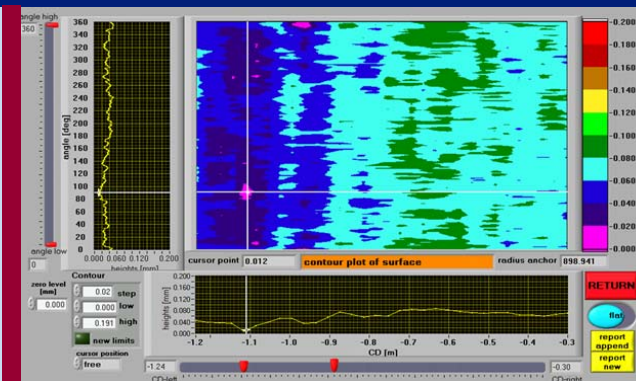 angle high
360
angle [deg]
360
340
320
300
280
260
240
220
200
180
160
140
120
100
80
60
40
20
0
0.000 0.060 0.120 0.200
heights [mm]
angle low
0
-0.200
-0.180
-0.160
-0.140
-0.120
-0.100
-0.080
-0.060
-0.040
-0.020
-0.000
cursor point 0.012
contour plot of surface
radius anchor 898.941
zero level
[mm]
0.000
Contour
0.02 step
0.000 low
0.191 high
new limits
cursor position
free
heights [mm]
0.200
0.160
0.120
0.080
0.040
0.000
-1.2 -1.1 -1.0 -0.9 -0.8 -0.7 -0.6 -0.5 -0.4 -0.3
CD [m]
-1.24
-0.30
CD-left
CD-right
RETURN
flat
report
append
report
new